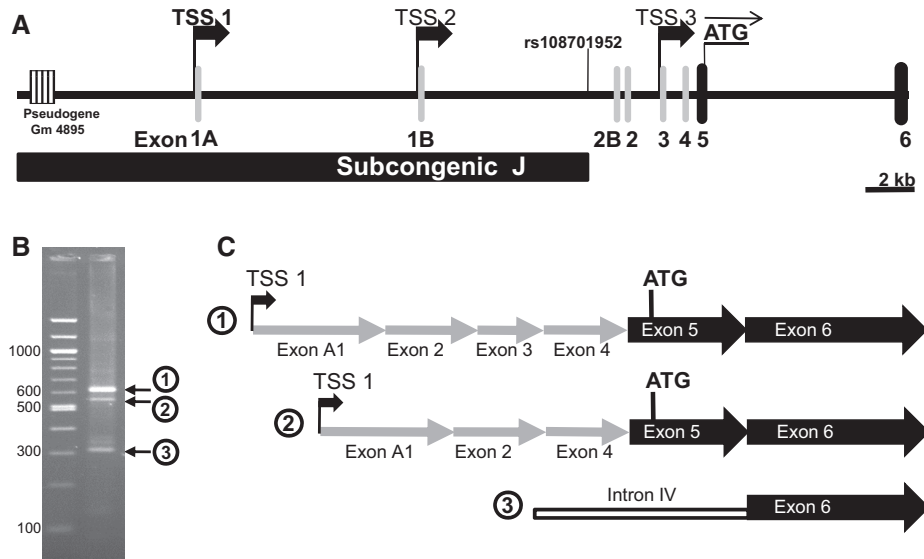 A
TSS 1
TSS 2
rs108701952
TSS 3
ATG
Pseudogene
Gm 4895
Exon 1A
1B
2B
2
3
4
5
6
Subcongenic J
2 kb
B
1000
600
500
300
100
1
2
3
C
1
TSS 1
ATG
Exon 5
Exon 6
Exon A1
Exon 2
Exon 3
Exon 4
2
TSS 1
ATG
Exon 5
Exon 6
Exon A1
Exon 2
Exon 4
3
Intron IV
Exon 6